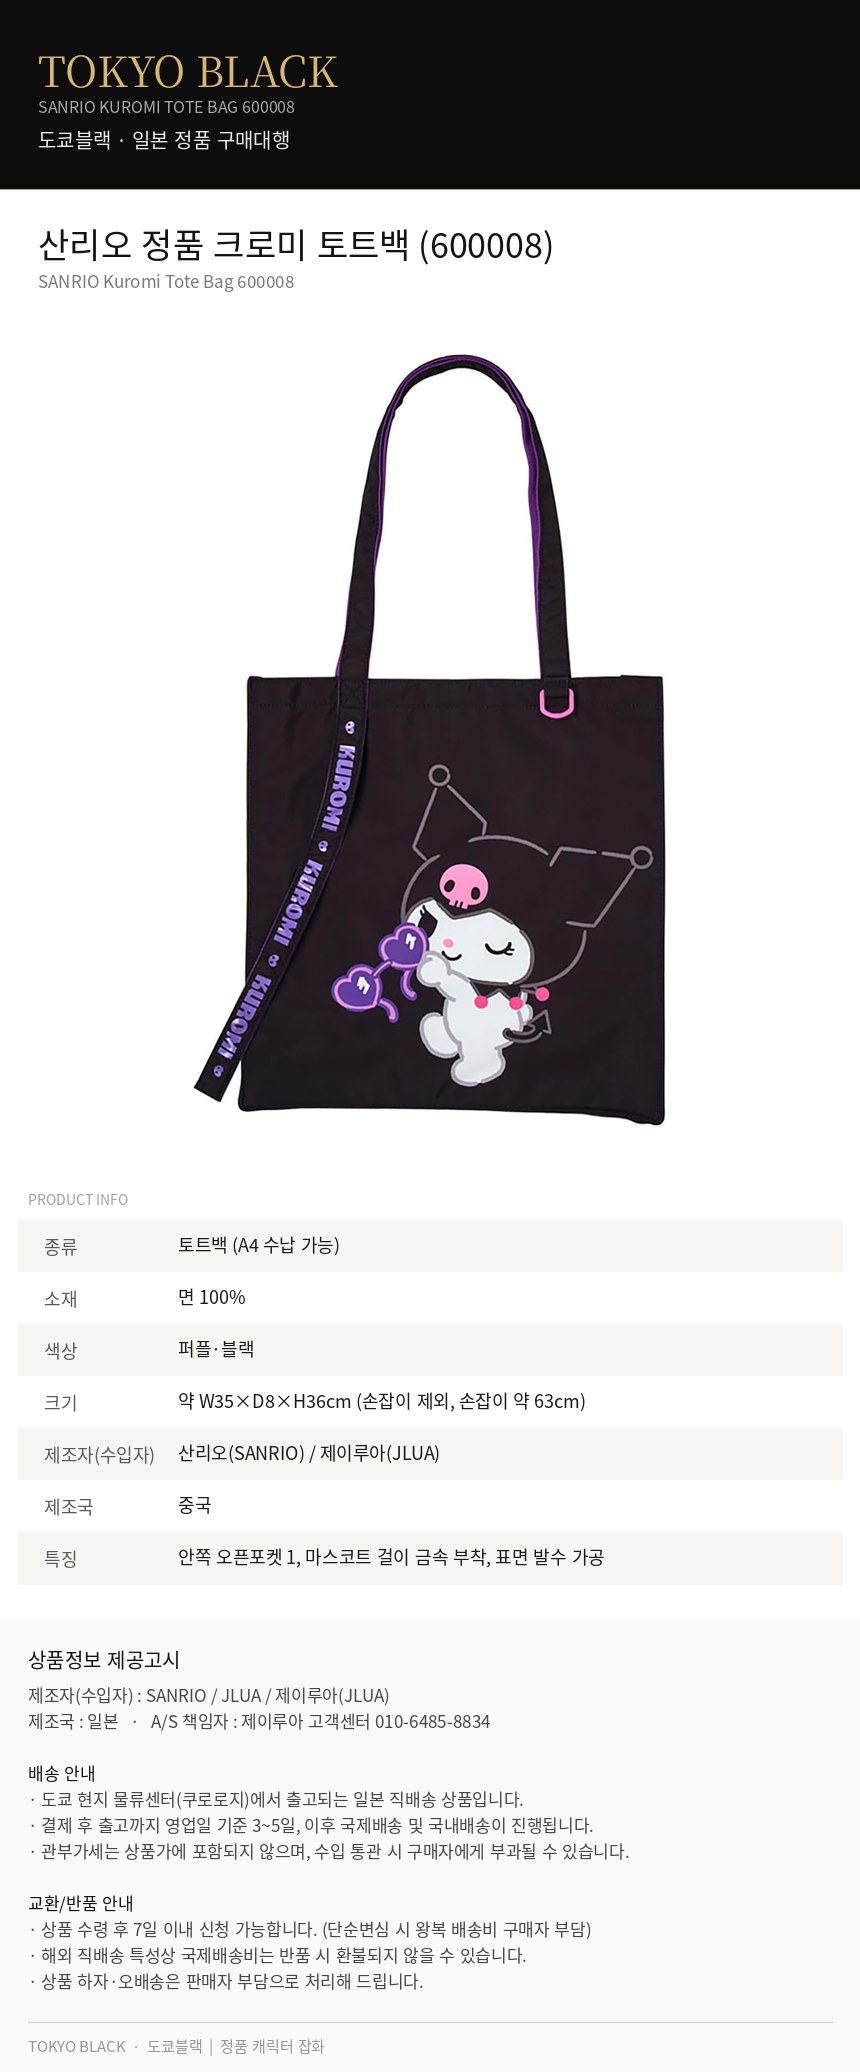 TOKYO BLACK
SANRIO KUROMI TOTE BAG 600008
도쿄블랙 · 일본 정품 구매대행
산리오 정품 크로미 토트백 (600008)
SANRIO Kuromi Tote Bag 600008
KUROMI
KUROMI
KUROMI
PRODUCT INFO
종류 토트백 (A4 수납 가능)
소재 면 100%
색상 퍼플·블랙
크기 약 W35×D8×H36cm (손잡이 제외, 손잡이 약 63cm)
제조자(수입자) 산리오(SANRIO) / 제이루아(JLUA)
제조국 중국
특징 안쪽 오픈포켓 1, 마스코트 걸이 금속 부착, 표면 발수 가공
상품정보 제공고시
제조자(수입자) : SANRIO / JLUA / 제이루아(JLUA)
제조국 : 일본 · A/S 책임자 : 제이루아 고객센터 010-6485-8834
배송 안내
· 도쿄 현지 물류센터(쿠로로지)에서 출고되는 일본 직배송 상품입니다.
· 결제 후 출고까지 영업일 기준 3~5일, 이후 국제배송 및 국내배송이 진행됩니다.
· 관부가세는 상품가에 포함되지 않으며, 수입 통관 시 구매자에게 부과될 수 있습니다.
교환/반품 안내
· 상품 수령 후 7일 이내 신청 가능합니다. (단순변심 시 왕복 배송비 구매자 부담)
· 해외 직배송 특성상 국제배송비는 반품 시 환불되지 않을 수 있습니다.
· 상품 하자·오배송은 판매자 부담으로 처리해 드립니다.
TOKYO BLACK · 도쿄블랙 | 정품 캐릭터 잡화